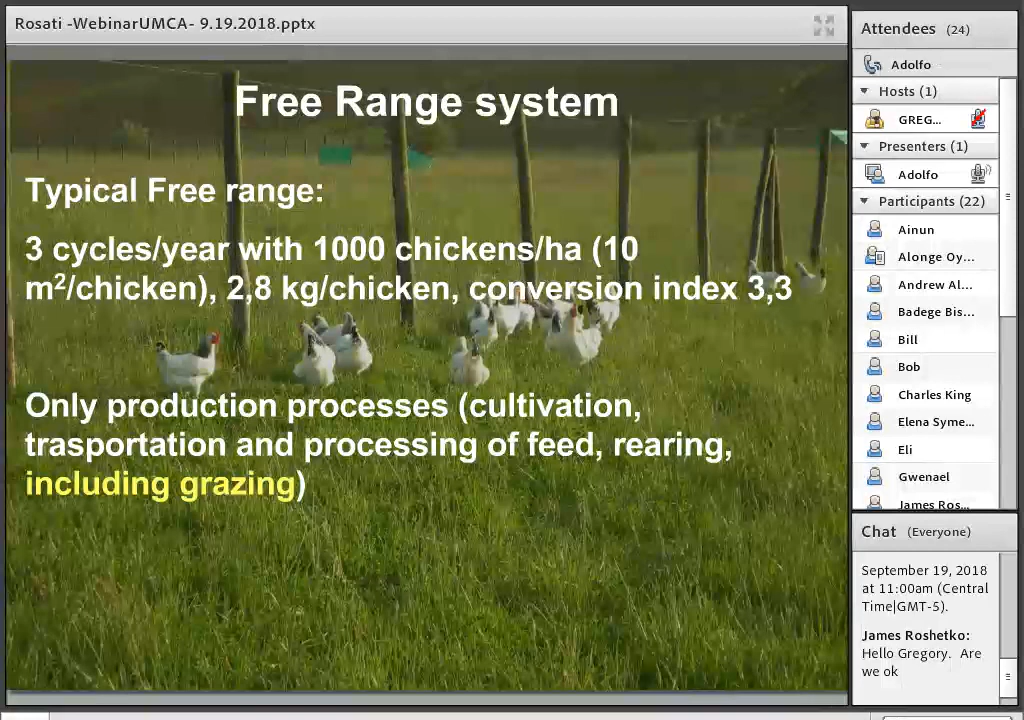 Rosati -WebinarUMCA- 9.19.2018.pptx
Free Range system
Typical Free range:
3 cycles/year with 1000 chickens/ha (10
m²/chicken), 2,8 kg/chicken, conversion index 3,3
Only production processes (cultivation,
trasportation and processing of feed, rearing,
including grazing)
Attendees (24)
Adolfo
Hosts (1)
GREG...
Presenters (1)
Adolfo
Participants (22)
Ainun
Alonge Oy...
Andrew Al...
Badege Bis...
Bill
Bob
Charles King
Elena Syme...
Eli
Gwenael
James Ros...
Chat (Everyone)
September 19, 2018
at 11:00am (Central
Time|GMT-5).
James Roshetko:
Hello Gregory. Are
we ok